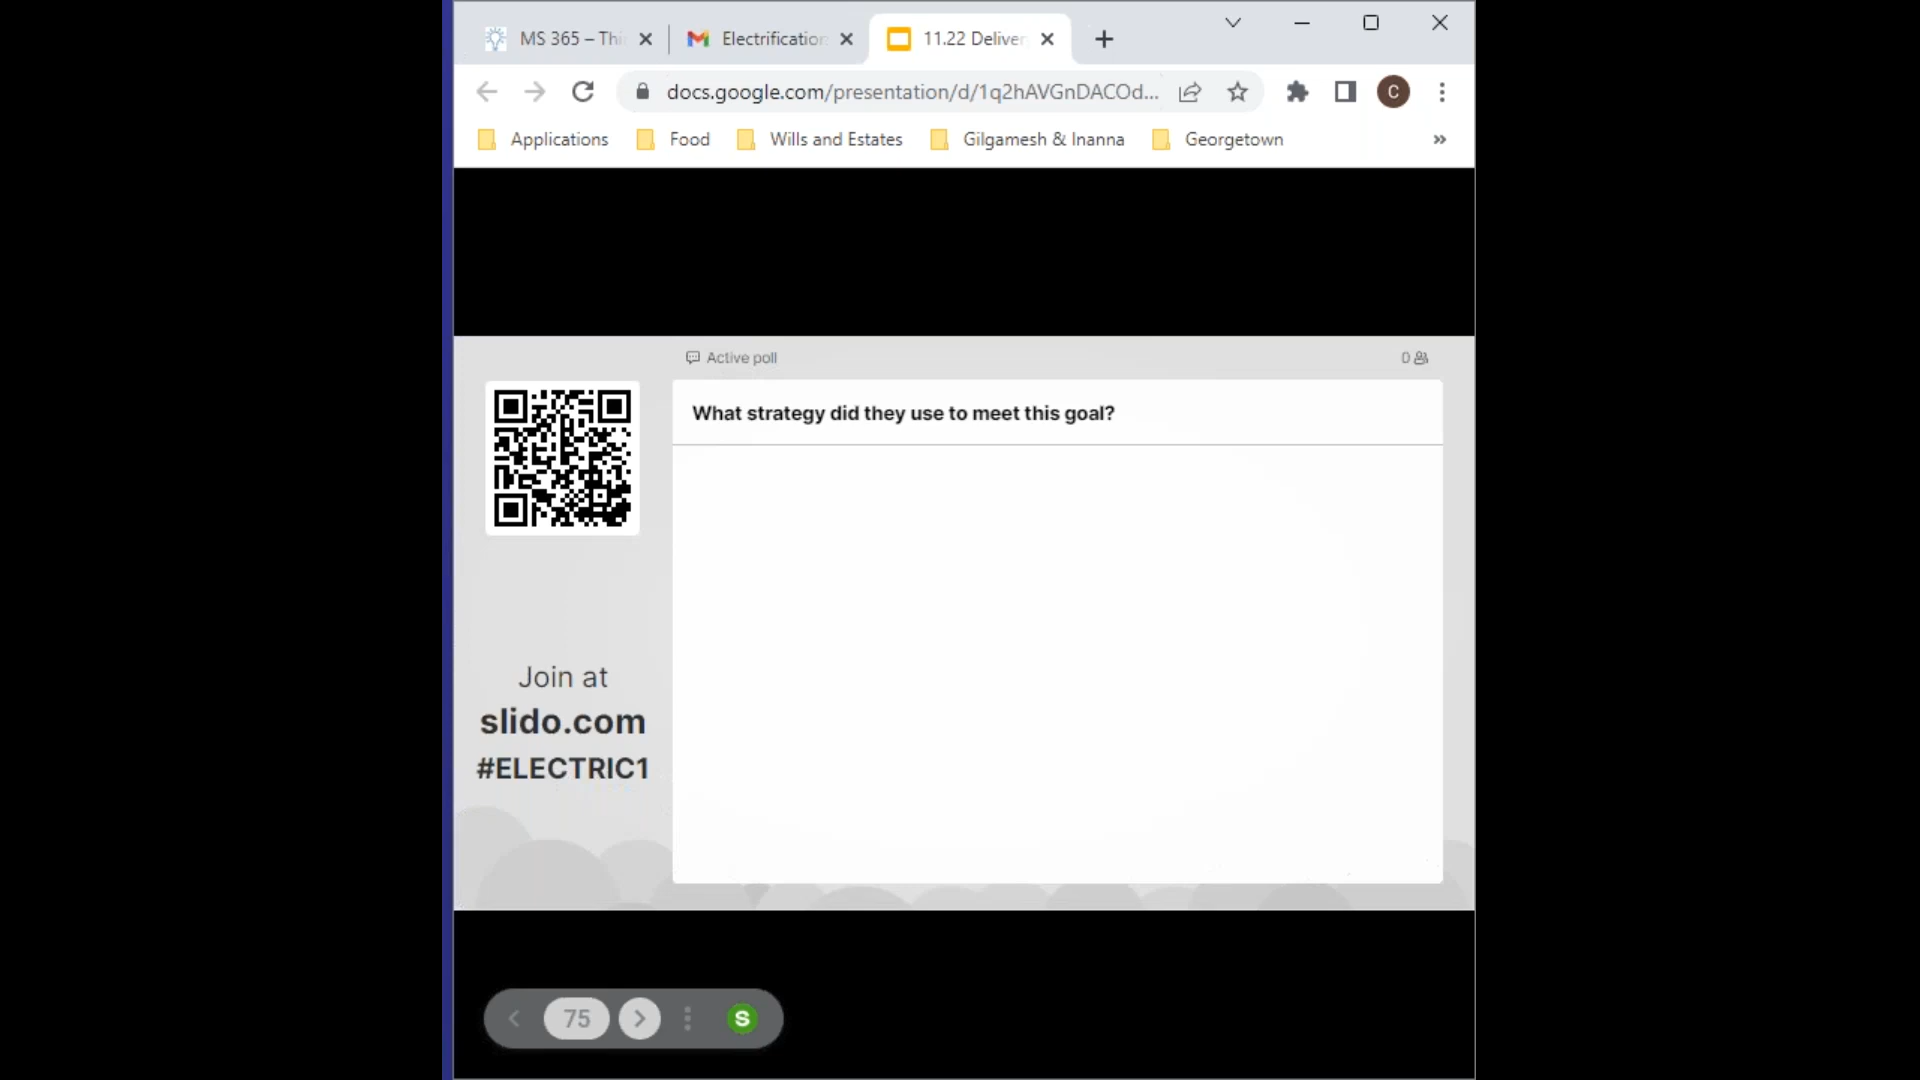 MS 365 – Thi
Electrification
11.22 Deliver
docs.google.com/presentation/d/1q2hAVGnDACOd...
C
Applications
Food
Wills and Estates
Gilgamesh & Inanna
Georgetown
»
Active poll
0
What strategy did they use to meet this goal?
Join at
slido.com
#ELECTRIC1
75
S